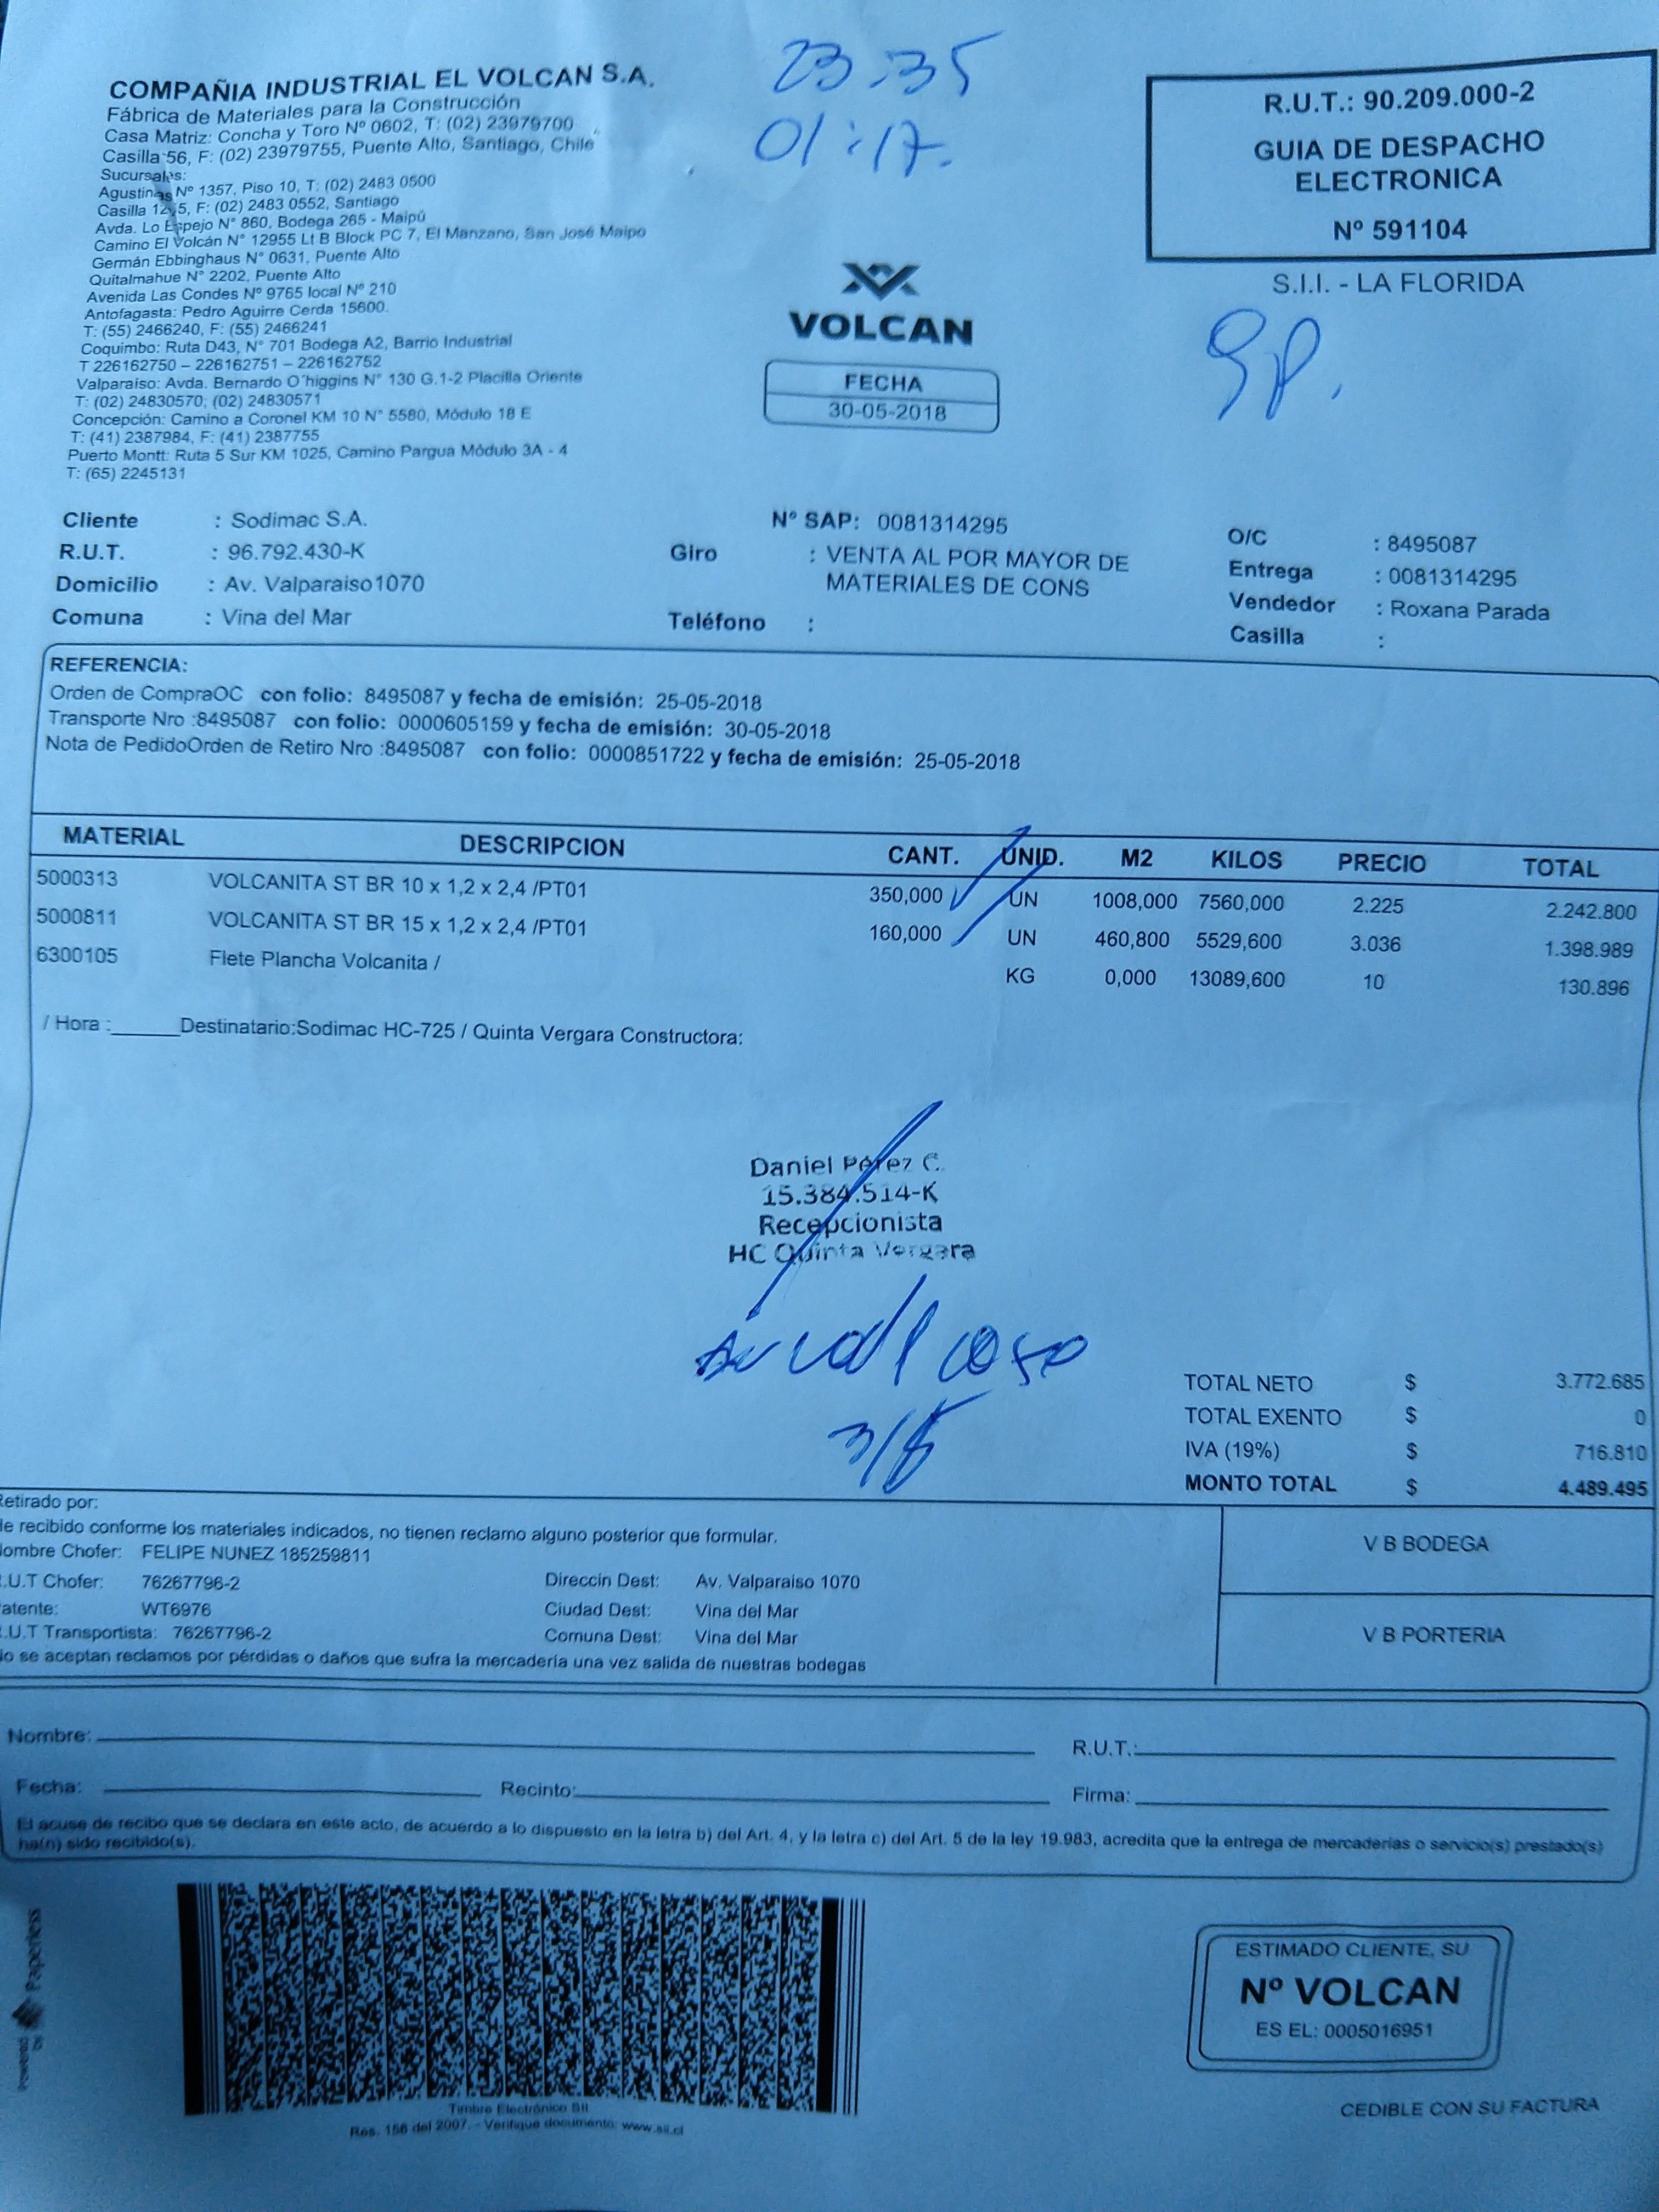 COMPAÑIA INDUSTRIAL EL VOLCAN S.A.
Fábrica de Materiales para la Construcción
Casa Matriz: Concha y Toro Nº 0602, T: (02) 23979700
Casilla 56, F: (02) 23979755, Puente Alto, Santiago, Chile
Sucursales:
Agustinas Nº 1357, Piso 10, T: (02) 2483 0500
Casilla 12 5, F: (02) 2483 0552, Santiago
Avda. Lo Espejo N° 860, Bodega 265 - Maipú
Camino El Volcán N° 12955 Lt B Block PC 7, El Manzano, San José Maipo
Germán Ebbinghaus N° 0631, Puente Alto
Quitalmahue N° 2202, Puente Alto
Avenida Las Condes Nº 9765 local Nº 210
Antofagasta: Pedro Aguirre Cerda 15600.
T: (55) 2466240, F: (55) 2466241
Coquimbo: Ruta D43, N° 701 Bodega A2, Barrio Industrial
T 226162750 – 226162751 – 226162752
Valparaiso: Avda. Bernardo O´higgins N° 130 G.1-2 Placilla Oriente
T: (02) 24830570; (02) 24830571
Concepción: Camino a Coronel KM 10 N° 5580, Módulo 18 E
T: (41) 2387984, F: (41) 2387755
Puerto Montt: Ruta 5 Sur KM 1025, Camino Pargua Módulo 3A - 4
T: (65) 2245131
23:35
01:17.
VOLCAN
FECHA
30-05-2018
R.U.T.: 90.209.000-2
GUIA DE DESPACHO
ELECTRONICA
Nº 591104
S.I.I. - LA FLORIDA
Cliente : Sodimac S.A.
R.U.T. : 96.792.430-K
Domicilio : Av. Valparaiso1070
Comuna : Vina del Mar
N° SAP: 0081314295
Giro : VENTA AL POR MAYOR DE
MATERIALES DE CONS
Teléfono :
O/C : 8495087
Entrega : 0081314295
Vendedor : Roxana Parada
Casilla :
REFERENCIA:
Orden de CompraOC con folio: 8495087 y fecha de emisión: 25-05-2018
Transporte Nro :8495087 con folio: 0000605159 y fecha de emisión: 30-05-2018
Nota de PedidoOrden de Retiro Nro :8495087 con folio: 0000851722 y fecha de emisión: 25-05-2018
MATERIAL DESCRIPCION CANT. UNID. M2 KILOS PRECIO TOTAL
5000313 VOLCANITA ST BR 10 x 1,2 x 2,4 /PT01 350,000 UN 1008,000 7560,000 2.225 2.242.800
5000811 VOLCANITA ST BR 15 x 1,2 x 2,4 /PT01 160,000 UN 460,800 5529,600 3.036 1.398.989
6300105 Flete Plancha Volcanita / KG 0,000 13089,600 10 130.896
/ Hora :______Destinatario:Sodimac HC-725 / Quinta Vergara Constructora:
Daniel Pérez C.
15.384.514-K
Recepcionista
HC Quinta Vergara
TOTAL NETO $ 3.772.685
TOTAL EXENTO $ 0
IVA (19%) $ 716.810
MONTO TOTAL $ 4.489.495
Retirado por:
He recibido conforme los materiales indicados, no tienen reclamo alguno posterior que formular.
Nombre Chofer: FELIPE NUNEZ 185259811
R.U.T Chofer: 76267796-2 Direccin Dest: Av. Valparaiso 1070
Patente: WT6976 Ciudad Dest: Vina del Mar
R.U.T Transportista: 76267796-2 Comuna Dest: Vina del Mar
No se aceptan reclamos por pérdidas o daños que sufra la mercadería una vez salida de nuestras bodegas
V B BODEGA
V B PORTERIA
Nombre: R.U.T.:
Fecha: Recinto: Firma:
El acuse de recibo que se declara en este acto, de acuerdo a lo dispuesto en la letra b) del Art. 4, y la letra c) del Art. 5 de la ley 19.983, acredita que la entrega de mercaderías o servicio(s) prestado(s)
ha(n) sido recibido(s).
Powered by Paperless
Timbre Electrónico SII
Res. 156 del 2007. - Verifique documento: www.sii.cl
ESTIMADO CLIENTE, SU
Nº VOLCAN
ES EL: 0005016951
CEDIBLE CON SU FACTURA